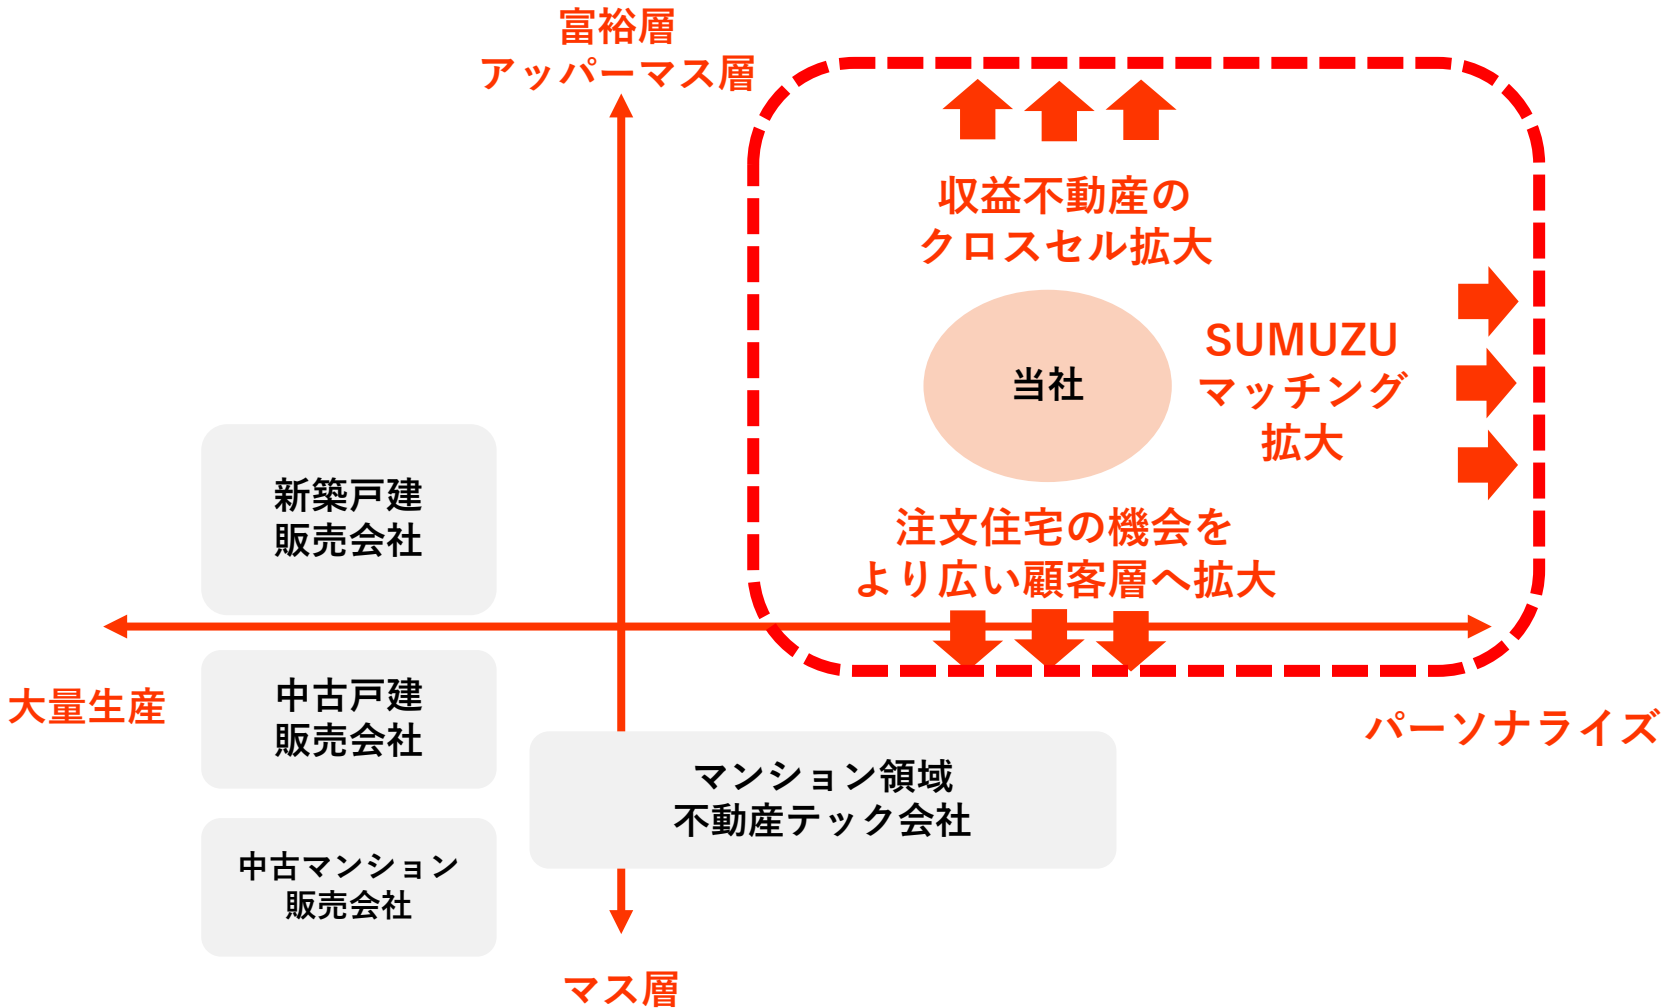 富裕層
アッパーマス層
収益不動産の
クロスセル拡大
当社
SUMUZU
マッチング
拡大
注文住宅の機会を
より広い顧客層へ拡大
新築戸建
販売会社
大量生産
中古戸建
販売会社
パーソナライズ
マンション領域
不動産テック会社
中古マンション
販売会社
マス層